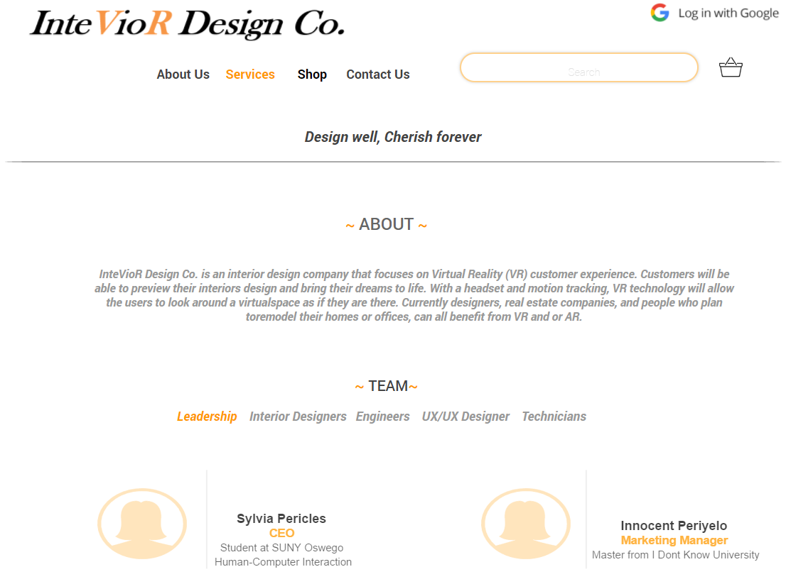 InteVioR Design Co.
Log in with Google
About Us Services Shop Contact Us
Search
Design well, Cherish forever
~ ABOUT ~
InteVioR Design Co. is an interior design company that focuses on Virtual Reality (VR) customer experience. Customers will be
able to preview their interiors design and bring their dreams to life. With a headset and motion tracking, VR technology will allow
the users to look around a virtualspace as if they are there. Currently designers, real estate companies, and people who plan
toremodel their homes or offices, can all benefit from VR and or AR.
~ TEAM~
Leadership Interior Designers Engineers UX/UX Designer Technicians
Sylvia Pericles
CEO
Student at SUNY Oswego
Human-Computer Interaction
Innocent Periyelo
Marketing Manager
Master from I Dont Know University